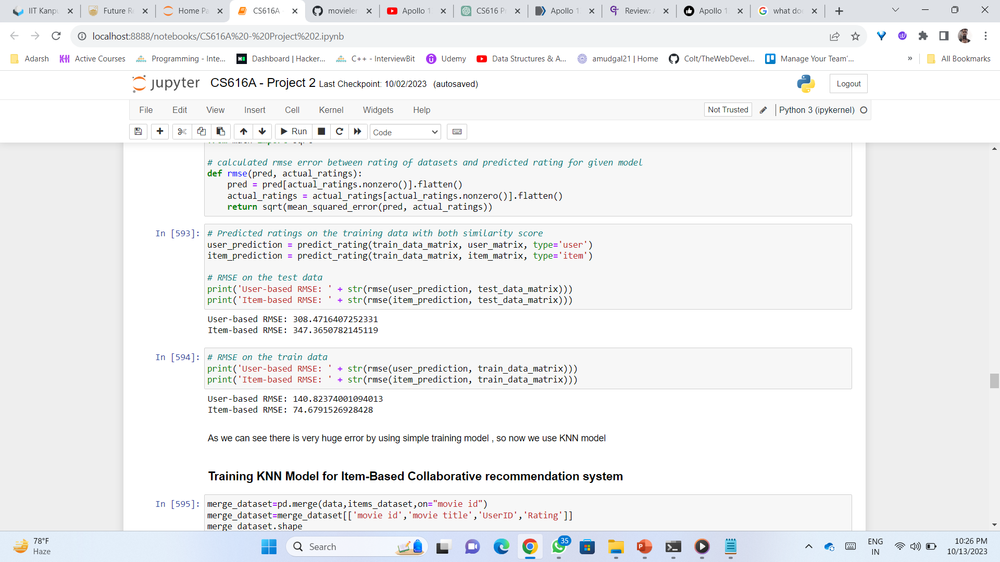 IIT Kanpu
Future Re
Home Pa
CS616A -
movielen
Apollo 1
CS616 Pr
Apollo 1
Review: A
Apollo 1
what doe
localhost:8888/notebooks/CS616A%20-%20Project%202.ipynb
Adarsh
Active Courses
Programming - Inte...
Dashboard | Hacker...
C++ - InterviewBit
Udemy
Data Structures & A...
amudgal21 | Home
Colt/TheWebDevel...
Manage Your Team'...
»
All Bookmarks
jupyter CS616A - Project 2 Last Checkpoint: 10/02/2023 (autosaved)
Logout
File Edit View Insert Cell Kernel Widgets Help
Not Trusted
Python 3 (ipykernel)
Run
Code
# calculated rmse error between rating of datasets and predicted rating for given model
def rmse(pred, actual_ratings):
pred = pred[actual_ratings.nonzero()].flatten()
actual_ratings = actual_ratings[actual_ratings.nonzero()].flatten()
return sqrt(mean_squared_error(pred, actual_ratings))
In [593]:
# Predicted ratings on the training data with both similarity score
user_prediction = predict_rating(train_data_matrix, user_matrix, type='user')
item_prediction = predict_rating(train_data_matrix, item_matrix, type='item')
# RMSE on the test data
print('User-based RMSE: ' + str(rmse(user_prediction, test_data_matrix)))
print('Item-based RMSE: ' + str(rmse(item_prediction, test_data_matrix)))
User-based RMSE: 308.4716407252331
Item-based RMSE: 347.3650782145119
In [594]:
# RMSE on the train data
print('User-based RMSE: ' + str(rmse(user_prediction, train_data_matrix)))
print('Item-based RMSE: ' + str(rmse(item_prediction, train_data_matrix)))
User-based RMSE: 140.82374001094013
Item-based RMSE: 74.6791526928428
As we can see there is very huge error by using simple training model , so now we use KNN model
Training KNN Model for Item-Based Collaborative recommendation system
In [595]:
merge_dataset=pd.merge(data,items_dataset,on="movie id")
merge_dataset=merge_dataset[['movie id','movie title','UserID','Rating']]
merge_dataset.shape
78°F
Haze
Search
35
ENG
IN
10:26 PM
10/13/2023